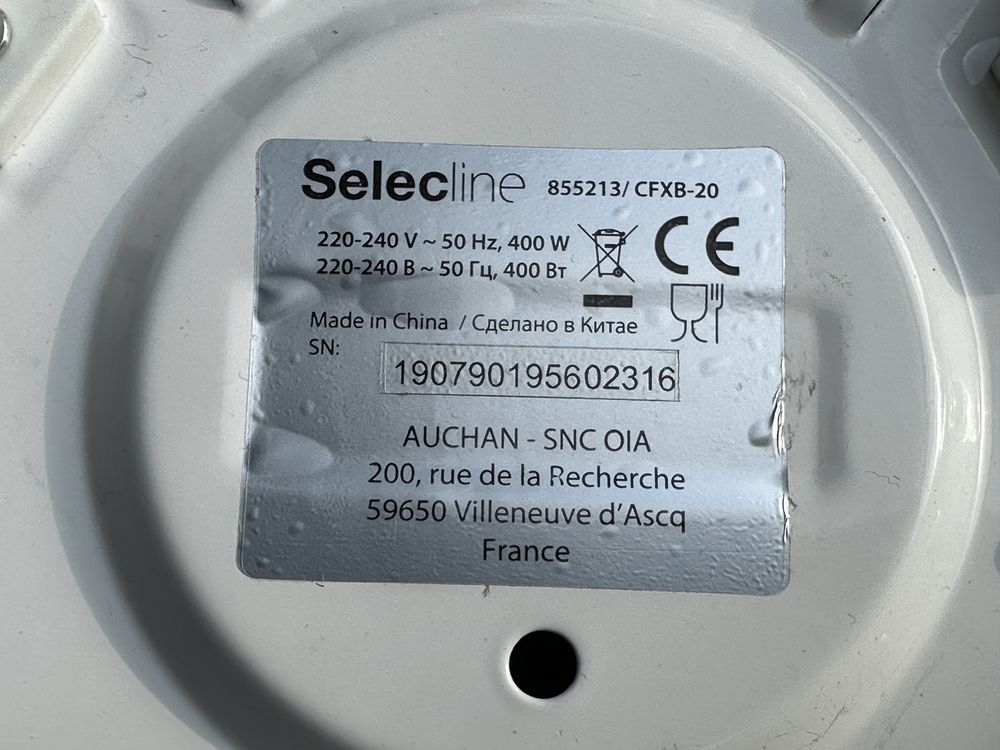 Selecline 855213/ CFXB-20
220-240 V ~ 50 Hz, 400 W
220-240 В ~ 50 Гц, 400 Вт
CE
Made in China / Сделано в Китае
SN:
190790195602316
AUCHAN - SNC OIA
200, rue de la Recherche
59650 Villeneuve d'Ascq
France